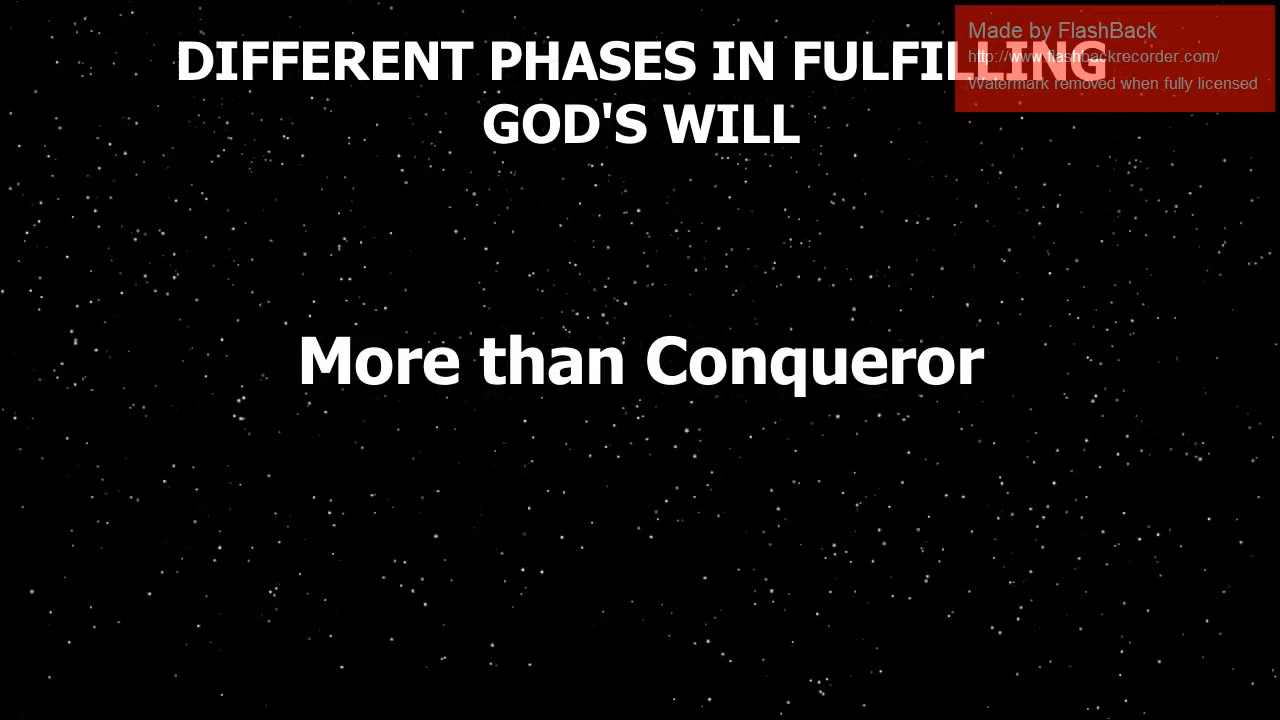 DIFFERENT PHASES IN FULFILLING
GOD'S WILL
Made by FlashBack
http://www.flashbackrecorder.com/
Watermark removed when fully licensed
More than Conqueror